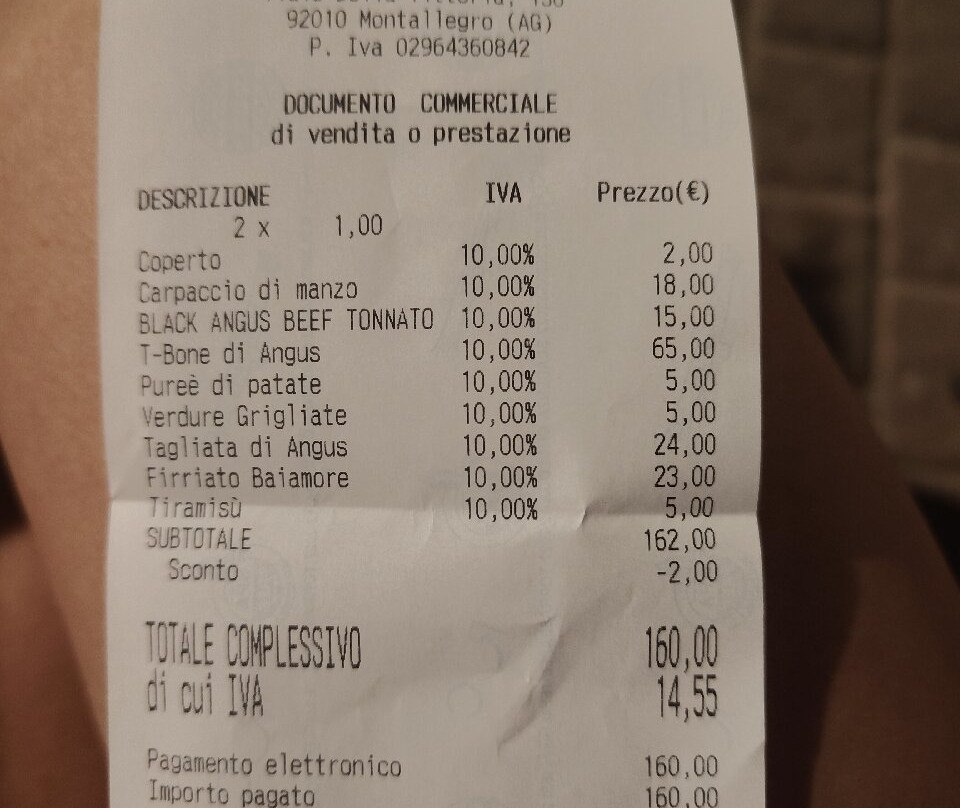 92010 Montallegro (AG)
P. Iva 02964360842
DOCUMENTO COMMERCIALE
di vendita o prestazione
DESCRIZIONE IVA Prezzo(€)
2 x 1,00
Coperto 10,00% 2,00
Carpaccio di manzo 10,00% 18,00
BLACK ANGUS BEEF TONNATO 10,00% 15,00
T-Bone di Angus 10,00% 65,00
Pureè di patate 10,00% 5,00
Verdure Grigliate 10,00% 5,00
Tagliata di Angus 10,00% 24,00
Firriato Baiamore 10,00% 23,00
Tiramisù 10,00% 5,00
SUBTOTALE 162,00
Sconto -2,00
TOTALE COMPLESSIVO 160,00
di cui IVA 14,55
Pagamento elettronico 160,00
Importo pagato 160,00